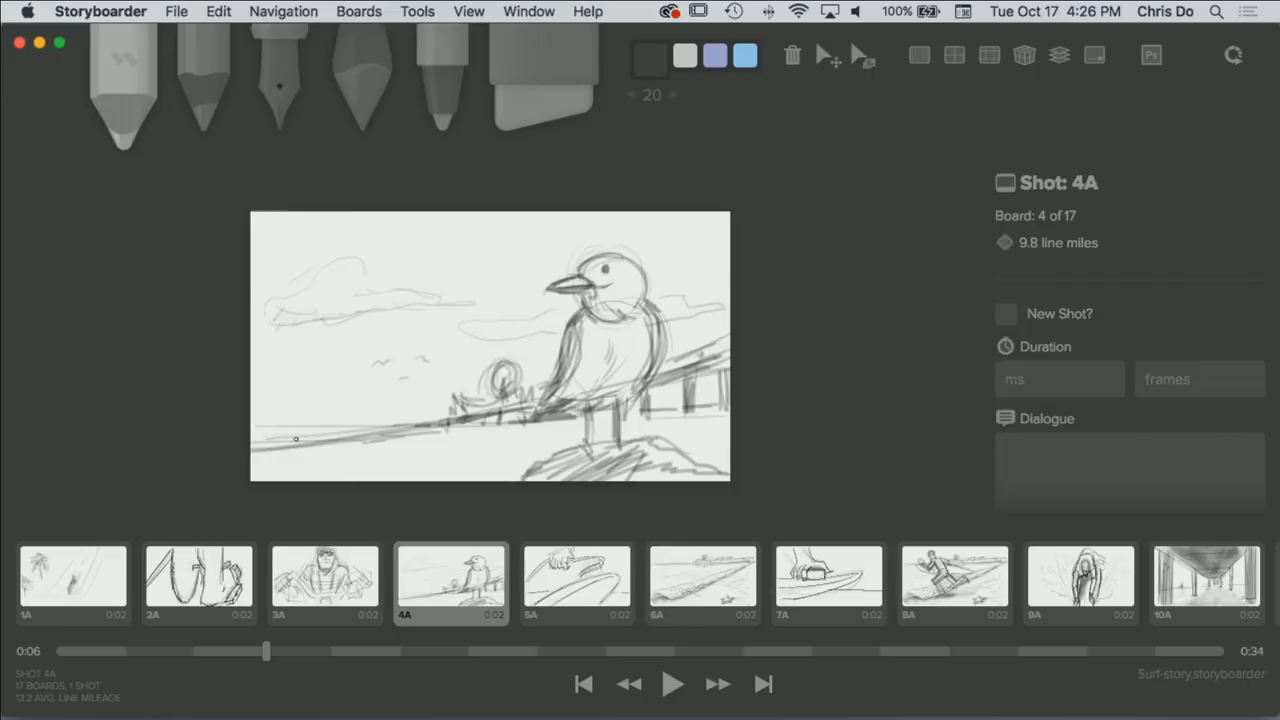 Storyboarder File Edit Navigation Boards Tools View Window Help 100% Tue Oct 17 4:26 PM Chris Do
20
Ps
Shot: 4A
Board: 4 of 17
9.8 line miles
New Shot?
Duration
ms frames
Dialogue
1A 0:02 2A 0:02 3A 0:02 4A 0:02 5A 0:02 6A 0:02 7A 0:02 8A 0:02 9A 0:02 10A 0:02
0:06 0:34
SHOT 4A
17 BOARDS, 1 SHOT
13.2 AVG. LINE MILEAGE
Surf-story.storyboarder